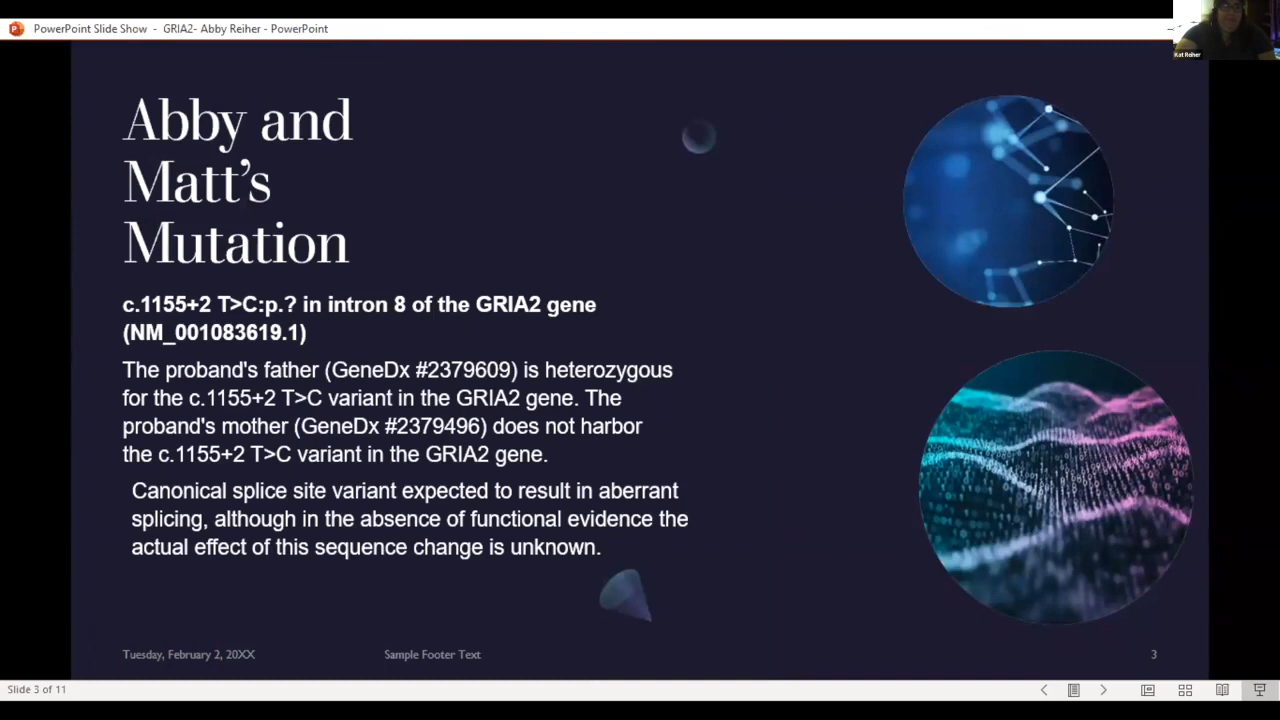 PowerPoint Slide Show - GRIA2- Abby Reiher - PowerPoint
Kat Reiher
Abby and
Matt’s
Mutation
c.1155+2 T>C:p.? in intron 8 of the GRIA2 gene
(NM_001083619.1)
The proband's father (GeneDx #2379609) is heterozygous
for the c.1155+2 T>C variant in the GRIA2 gene. The
proband's mother (GeneDx #2379496) does not harbor
the c.1155+2 T>C variant in the GRIA2 gene.
Canonical splice site variant expected to result in aberrant
splicing, although in the absence of functional evidence the
actual effect of this sequence change is unknown.
Tuesday, February 2, 20XX
Sample Footer Text
3
Slide 3 of 11